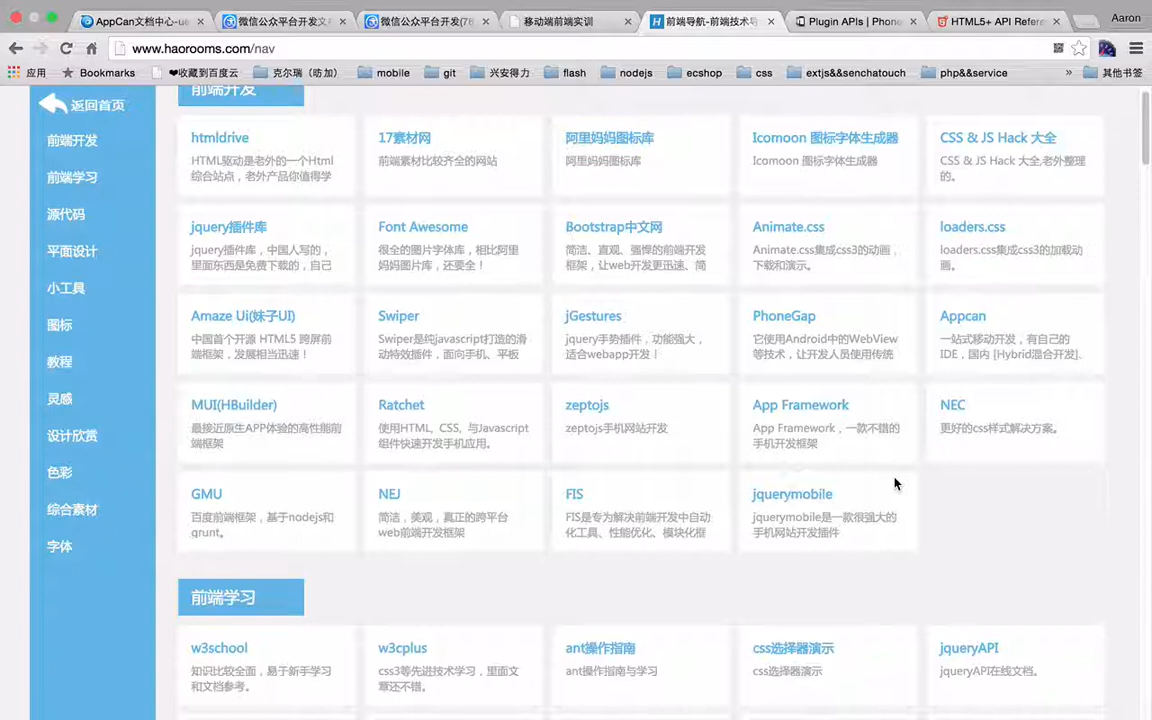 AppCan文档中心-ue
微信公众平台开发文
微信公众平台开发(76
移动端前端实训
前端导航-前端技术导
Plugin APIs | Phone
HTML5+ API Refere
Aaron
www.haorooms.com/nav
应用
Bookmarks
❤收藏到百度云
克尔瑞（昉加）
mobile
git
兴安得力
flash
nodejs
ecshop
css
extjs&&senchatouch
php&&service
»
其他书签
返回首页
前端开发
前端学习
源代码
平面设计
小工具
图标
教程
灵感
设计欣赏
色彩
综合素材
字体
前端开发
htmldrive
HTML驱动是老外的一个Html
综合站点，老外产品你值得学
17素材网
前端素材比较齐全的网站
阿里妈妈图标库
阿里妈妈图标库
Icomoon 图标字体生成器
Icomoon 图标字体生成器
CSS & JS Hack 大全
CSS & JS Hack 大全,老外整理
的。
jquery插件库
jquery插件库，中国人写的，
里面东西是免费下载的，自己
Font Awesome
很全的图片字体库，相比阿里
妈妈图片库，还要全！
Bootstrap中文网
简洁、直观、强悍的前端开发
框架，让web开发更迅速、简
Animate.css
Animate.css集成css3的动画，
下载和演示。
loaders.css
loaders.css集成css3的加载动
画。
Amaze Ui(妹子UI)
中国首个开源 HTML5 跨屏前
端框架，发展相当迅速！
Swiper
Swiper是纯javascript打造的滑
动特效插件，面向手机、平板
jGestures
jquery手势插件，功能强大，
适合webapp开发！
PhoneGap
它使用Android中的WebView
等技术，让开发人员使用传统
Appcan
一站式移动开发，有自己的
IDE，国内 [Hybrid混合开发]、
MUI(HBuilder)
最接近原生APP体验的高性能前
端框架
Ratchet
使用HTML, CSS, 与Javascript
组件快速开发手机应用。
zeptojs
zeptojs手机网站开发
App Framework
App Framework，一款不错的
手机开发框架
NEC
更好的css样式解决方案。
GMU
百度前端框架，基于nodejs和
grunt。
NEJ
简洁，美观，真正的跨平台
web前端开发框架
FIS
FIS是专为解决前端开发中自动
化工具、性能优化、模块化框
jquerymobile
jquerymobile是一款很强大的
手机网站开发插件
前端学习
w3school
知识比较全面，易于新手学习
和文档参考。
w3cplus
css3等先进技术学习，里面文
章还不错。
ant操作指南
ant操作指南与学习
css选择器演示
css选择器演示
jqueryAPI
jqueryAPI在线文档。